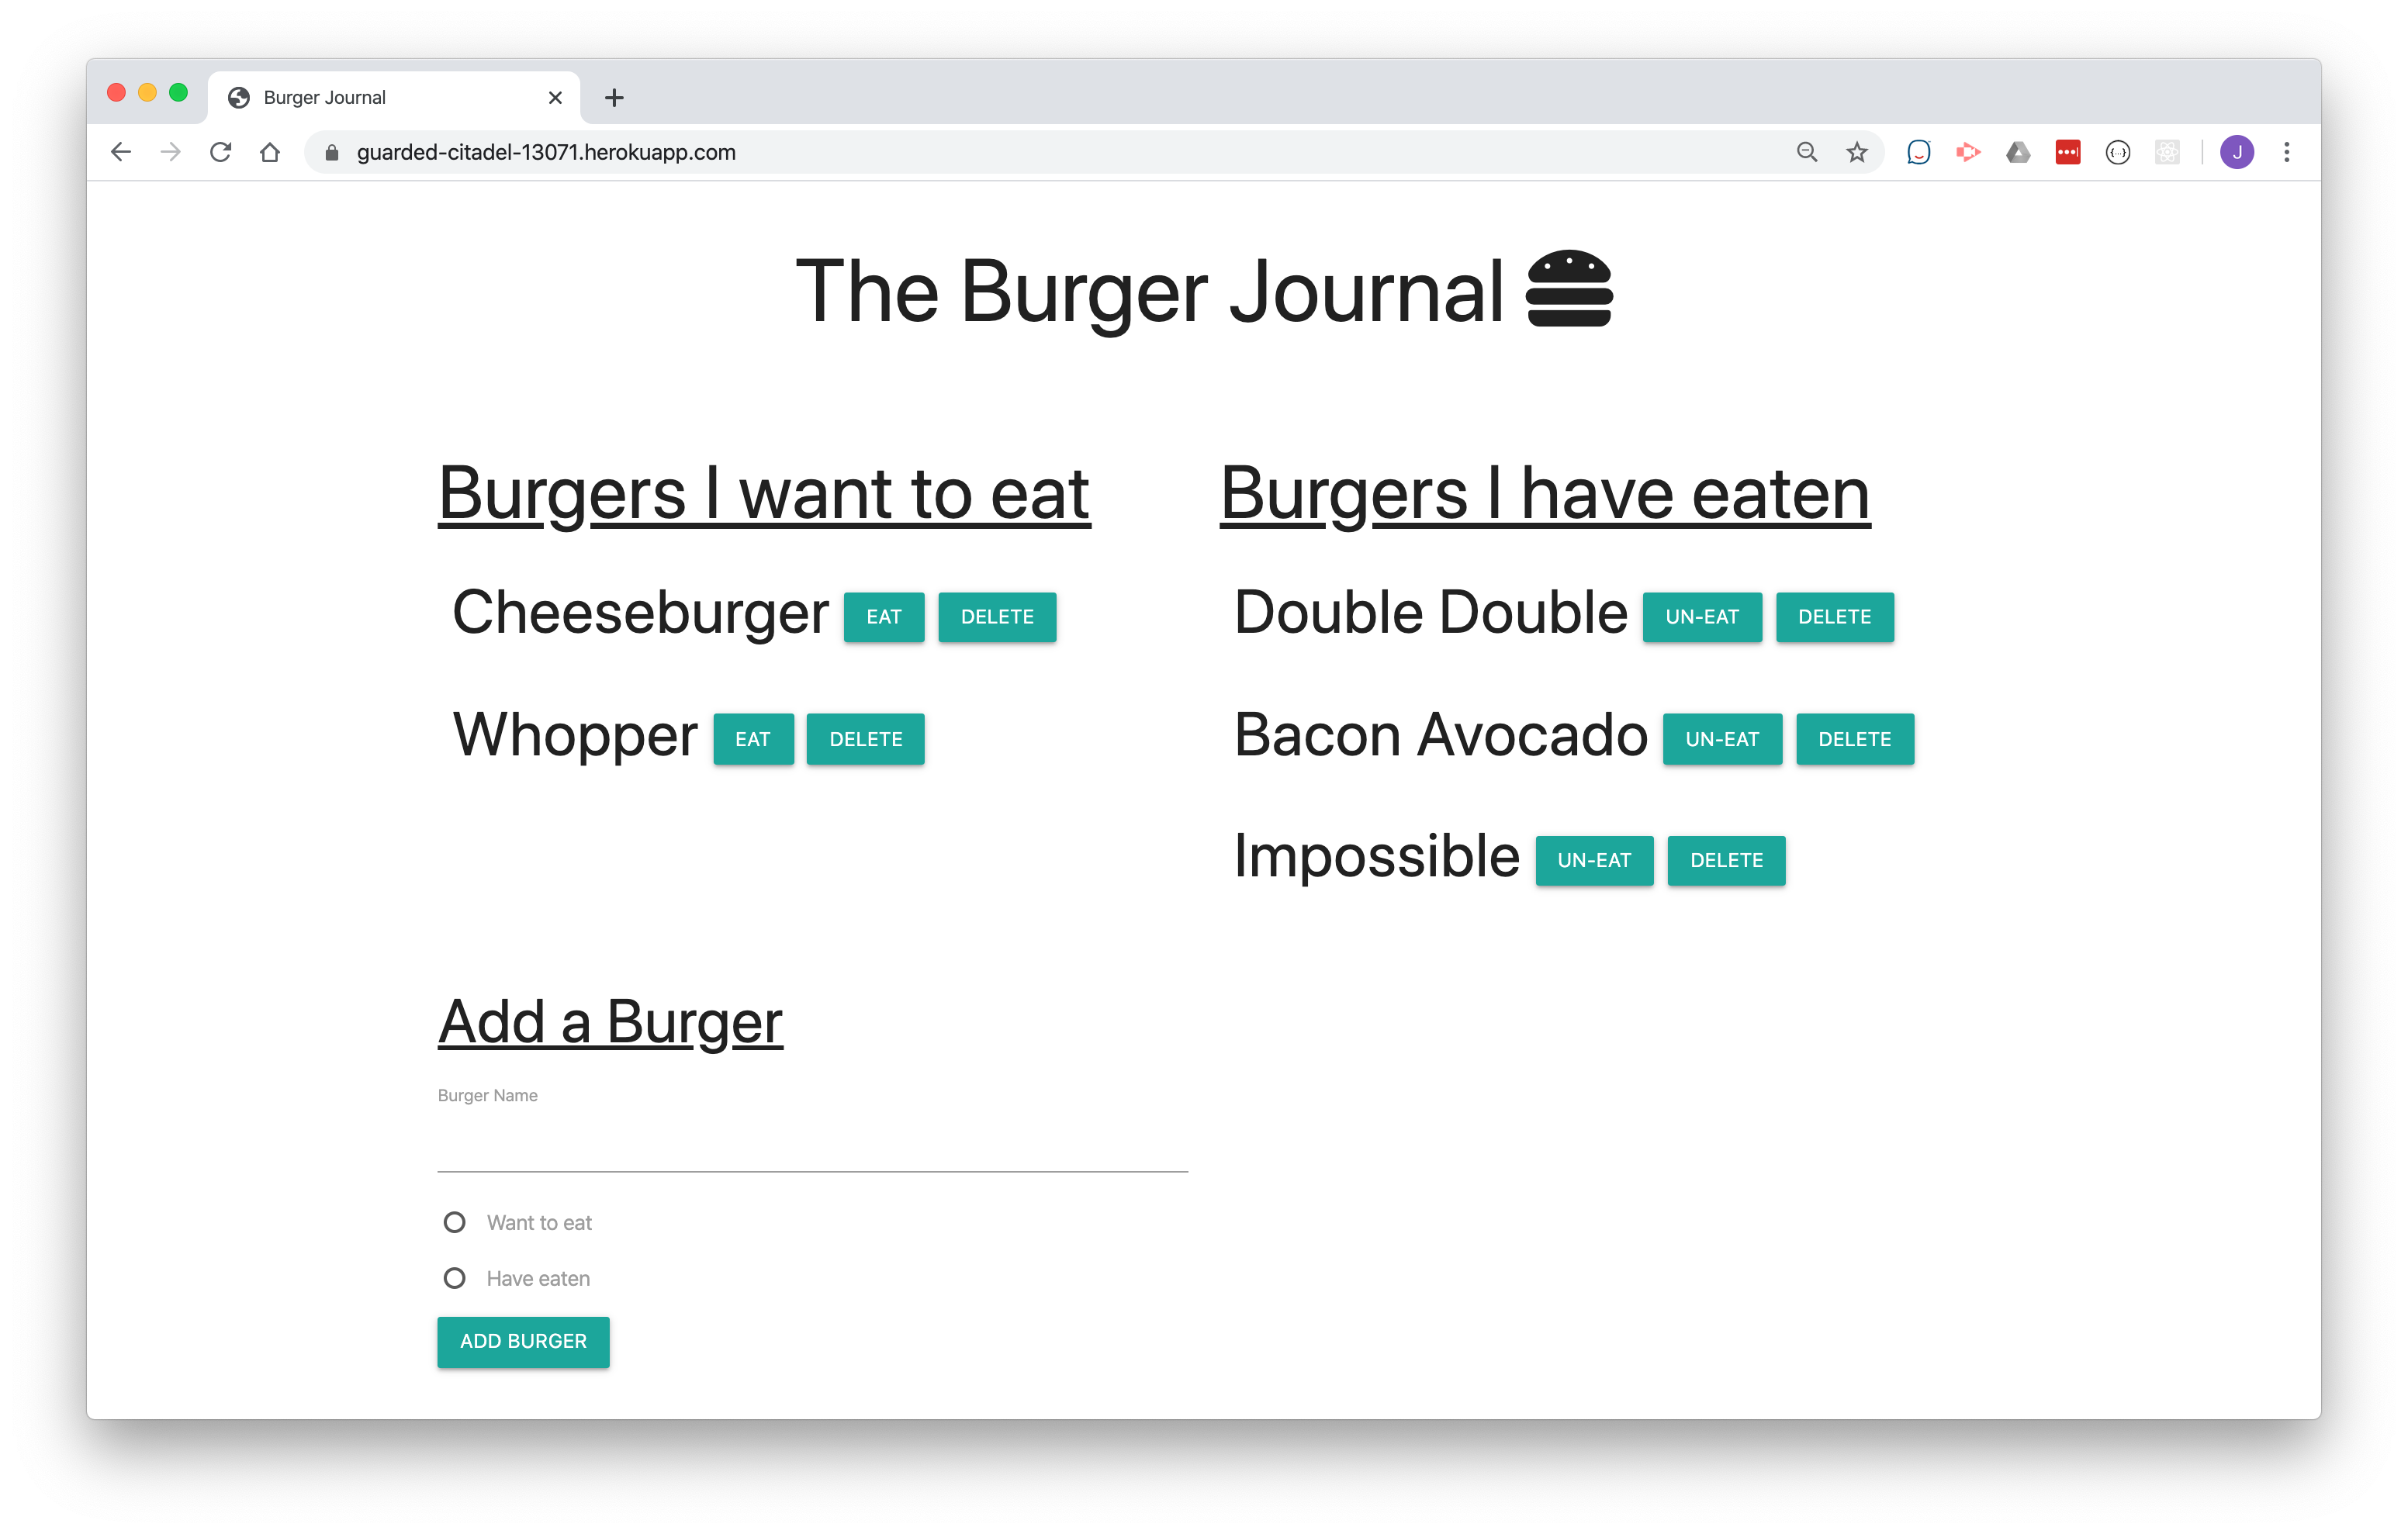 Burger Journal
guarded-citadel-13071.herokuapp.com
J
The Burger Journal
Burgers I want to eat
Cheeseburger EAT DELETE
Whopper EAT DELETE
Burgers I have eaten
Double Double UN-EAT DELETE
Bacon Avocado UN-EAT DELETE
Impossible UN-EAT DELETE
Add a Burger
Burger Name
Want to eat
Have eaten
ADD BURGER